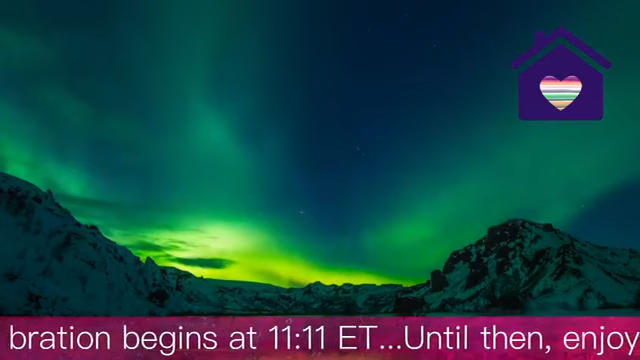 bration begins at 11:11 ET...Until then, enjoy